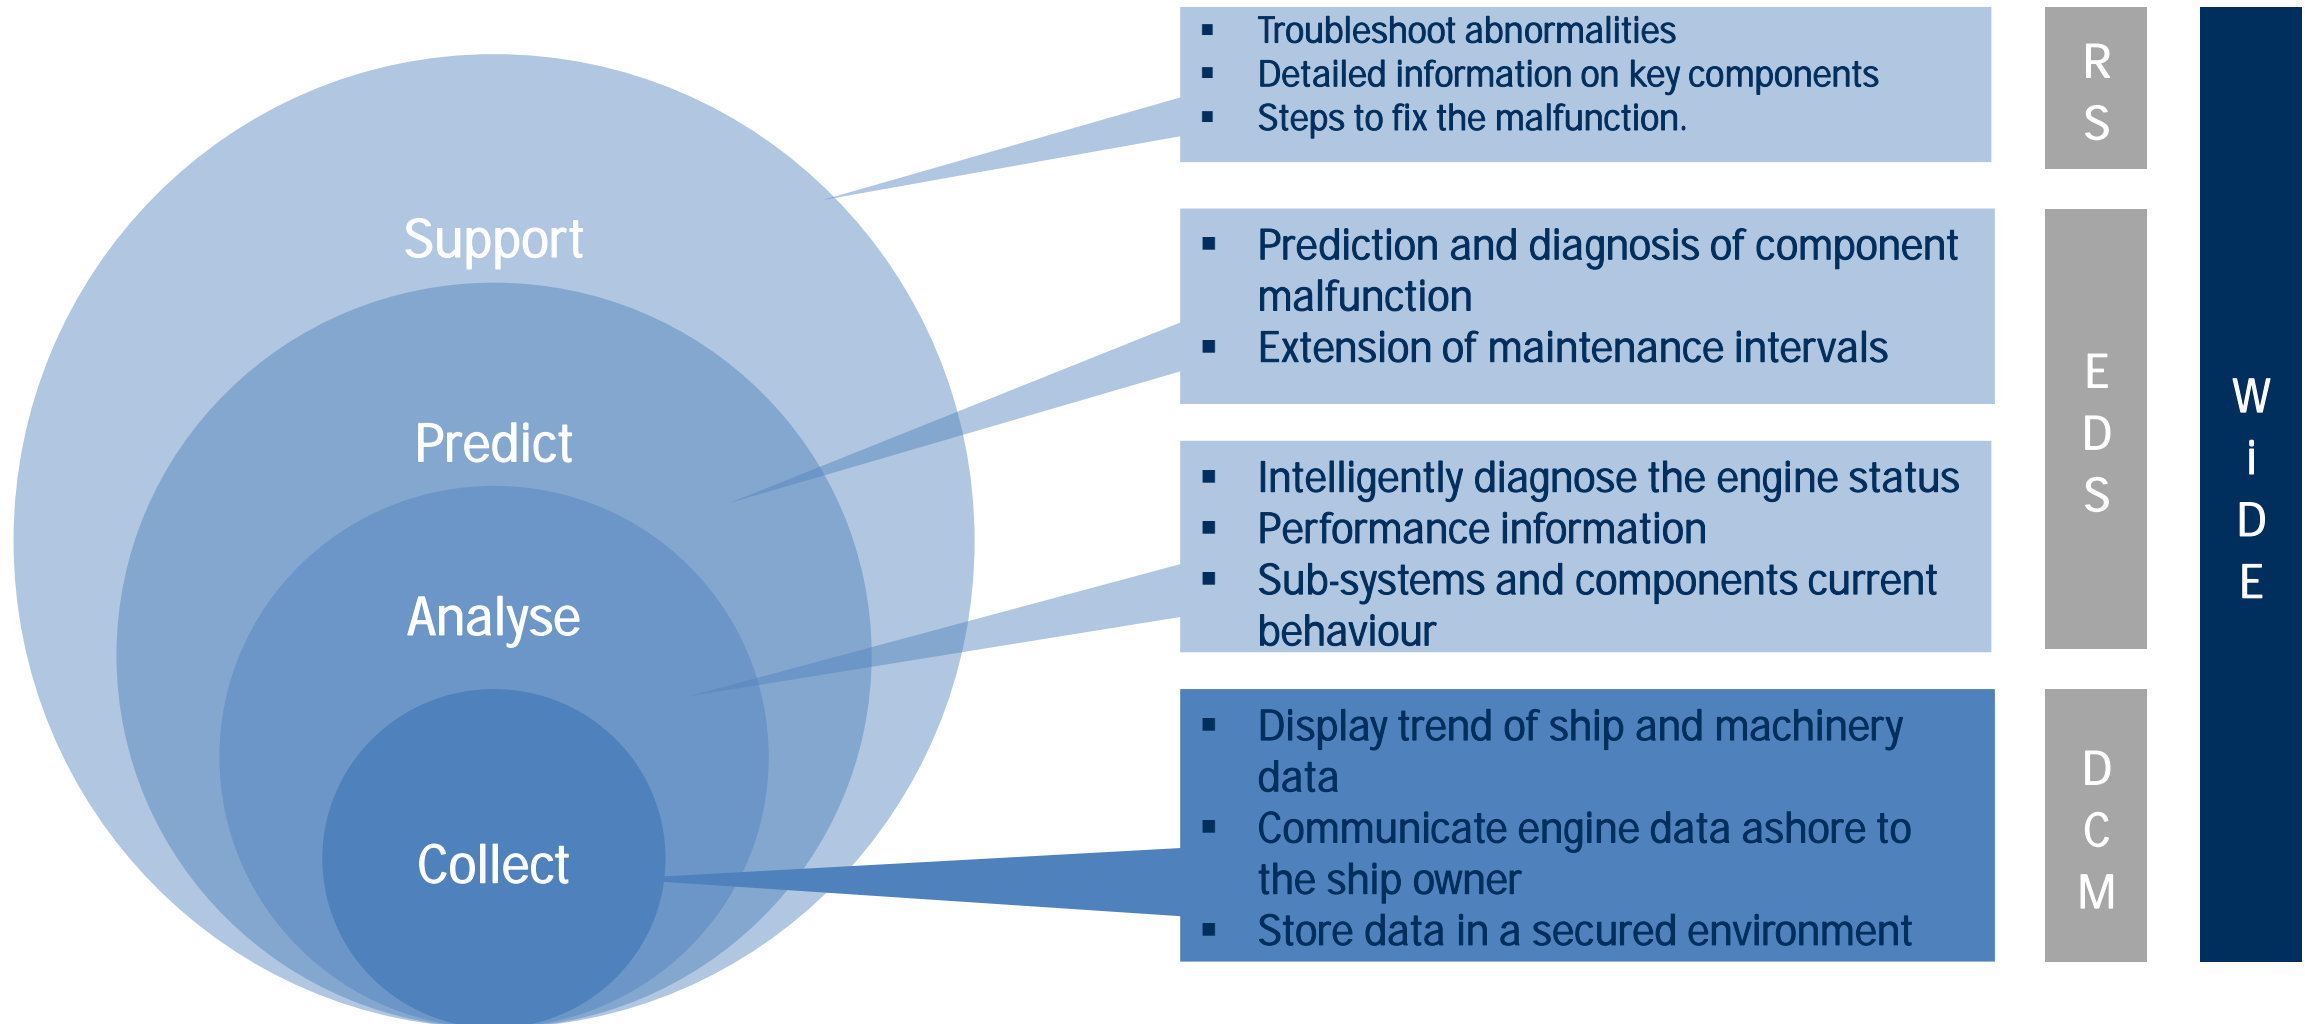 Support
Predict
Analyse
Collect
▪ Troubleshoot abnormalities
▪ Detailed information on key components
▪ Steps to fix the malfunction.
▪ Prediction and diagnosis of component
malfunction
▪ Extension of maintenance intervals
▪ Intelligently diagnose the engine status
▪ Performance information
▪ Sub-systems and components current
behaviour
▪ Display trend of ship and machinery
data
▪ Communicate engine data ashore to
the ship owner
▪ Store data in a secured environment
R
S
E
D
S
D
C
M
W
i
D
E